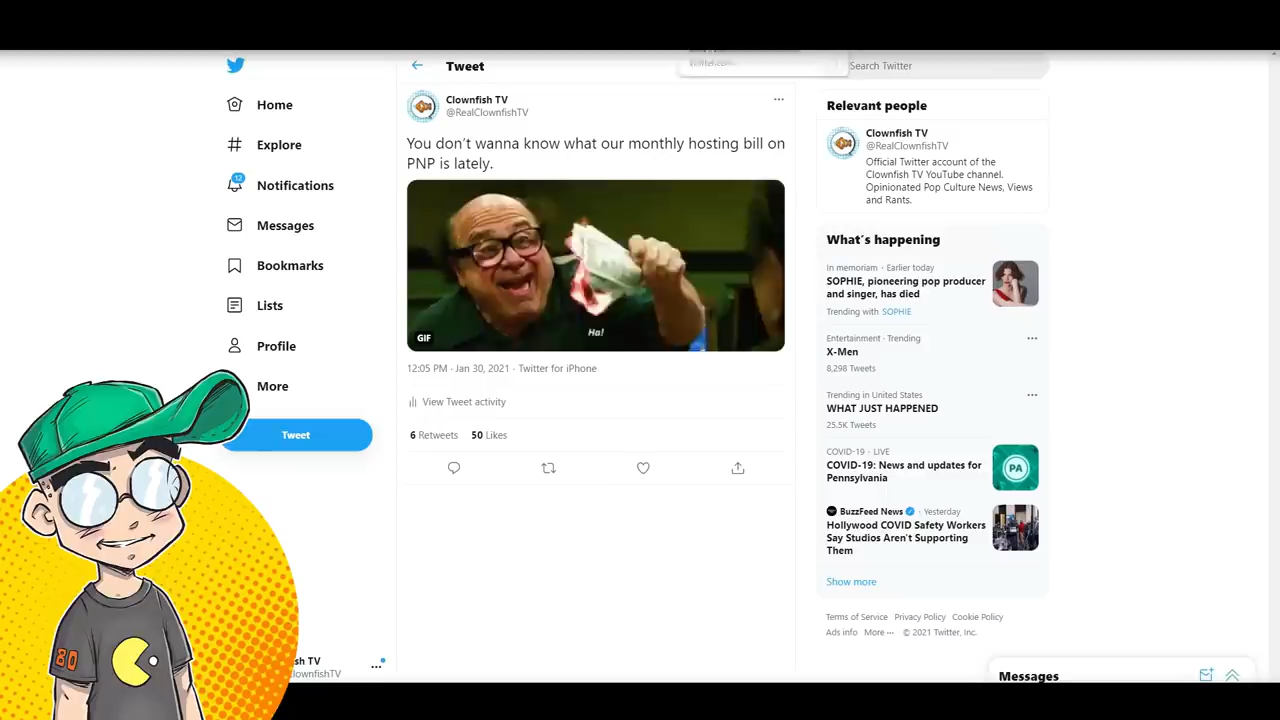 Tweet
Search Twitter
Home
Explore
12
Notifications
Messages
Bookmarks
Lists
Profile
More
Tweet
Clownfish TV
@RealClownfishTV
You don't wanna know what our monthly hosting bill on
PNP is lately.
Ha!
GIF
12:05 PM · Jan 30, 2021 · Twitter for iPhone
View Tweet activity
6 Retweets 50 Likes
Relevant people
Clownfish TV
@RealClownfishTV
Official Twitter account of the
Clownfish TV YouTube channel.
Opinionated Pop Culture News, Views
and Rants.
What's happening
In memoriam · Earlier today
SOPHIE, pioneering pop producer
and singer, has died
Trending with SOPHIE
Entertainment · Trending
X-Men
8,298 Tweets
Trending in United States
WHAT JUST HAPPENED
25.5K Tweets
COVID-19 · LIVE
COVID-19: News and updates for
Pennsylvania
PA
BuzzFeed News · Yesterday
Hollywood COVID Safety Workers
Say Studios Aren't Supporting
Them
Show more
Terms of Service Privacy Policy Cookie Policy
Ads info More ··· © 2021 Twitter, Inc.
Messages
sh TV
lownfishTV
80